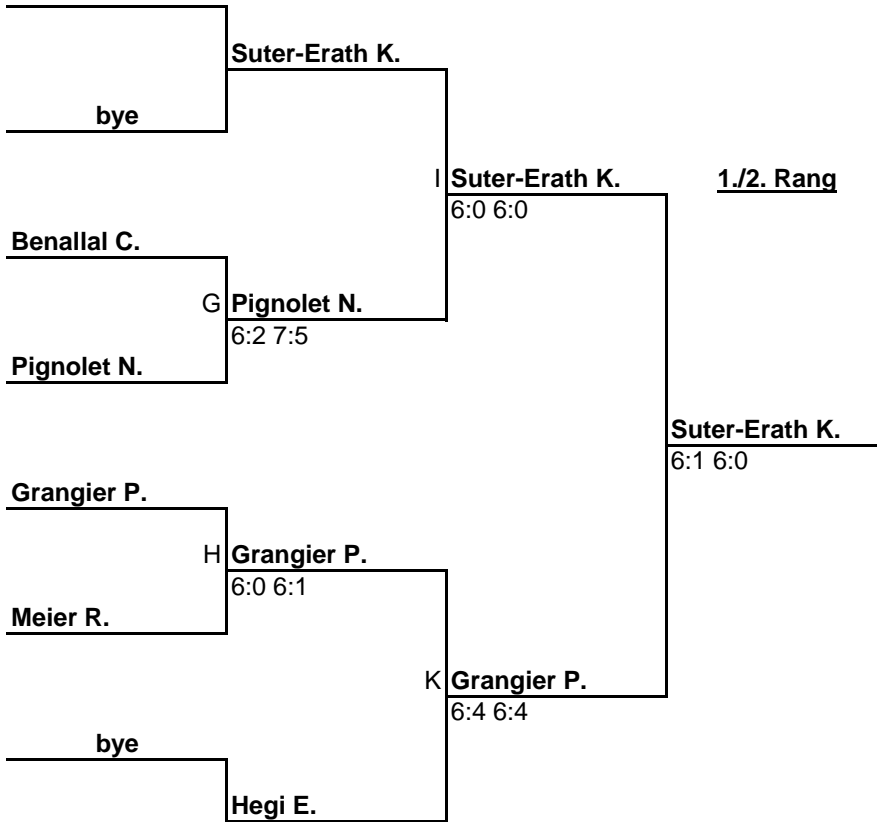 Suter-Erath K.
bye
I Suter-Erath K. 1./2. Rang
6:0 6:0
Benallal C.
G Pignolet N.
6:2 7:5
Pignolet N.
Suter-Erath K.
6:1 6:0
Grangier P.
H Grangier P.
6:0 6:1
Meier R.
K Grangier P.
6:4 6:4
bye
Hegi E.